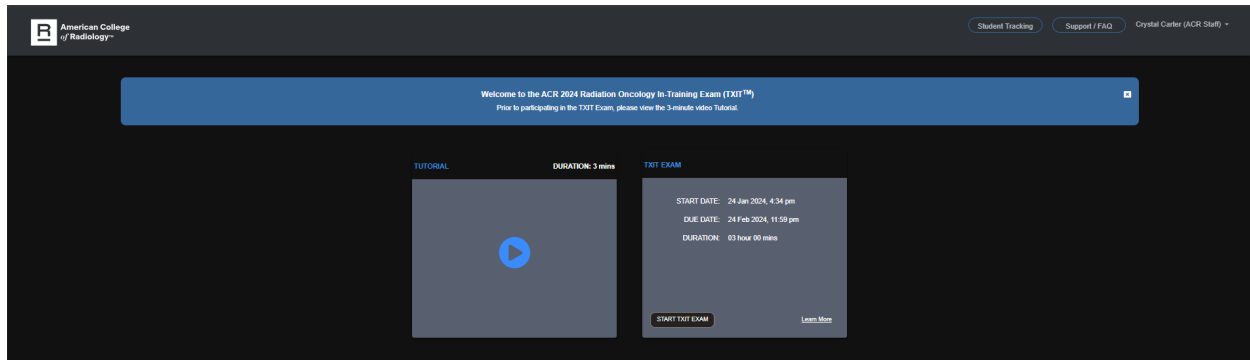 American College
of Radiology™
Student Tracking
Support / FAQ
Crystal Carter (ACR Staff)
Welcome to the ACR 2024 Radiation Oncology In-Training Exam (TXIT™)
Prior to participating in the TXIT Exam, please view the 3-minute video Tutorial.
TUTORIAL
DURATION: 3 mins
TXIT EXAM
START DATE: 24 Jan 2024, 4:34 pm
DUE DATE: 24 Feb 2024, 11:59 pm
DURATION: 03 hour 00 mins
START TXIT EXAM
Learn More